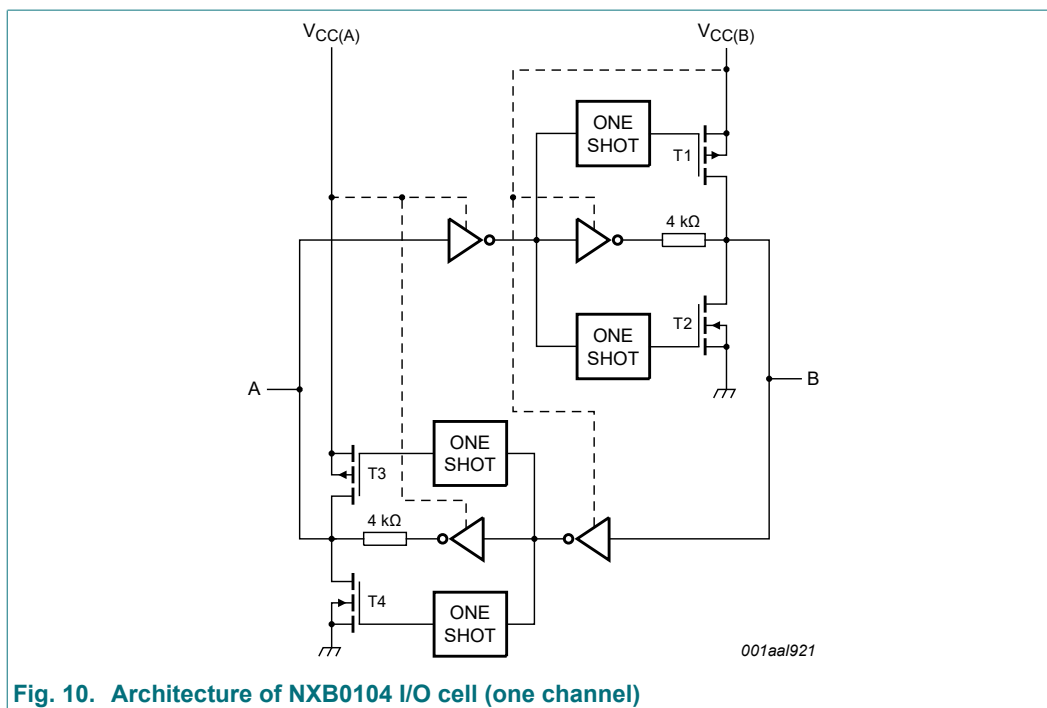 VCC(A)
VCC(B)
ONE
SHOT
T1
4 kΩ
ONE
SHOT
T2
A
B
ONE
SHOT
T3
4 kΩ
ONE
SHOT
T4
001aal921
Fig. 10. Architecture of NXB0104 I/O cell (one channel)